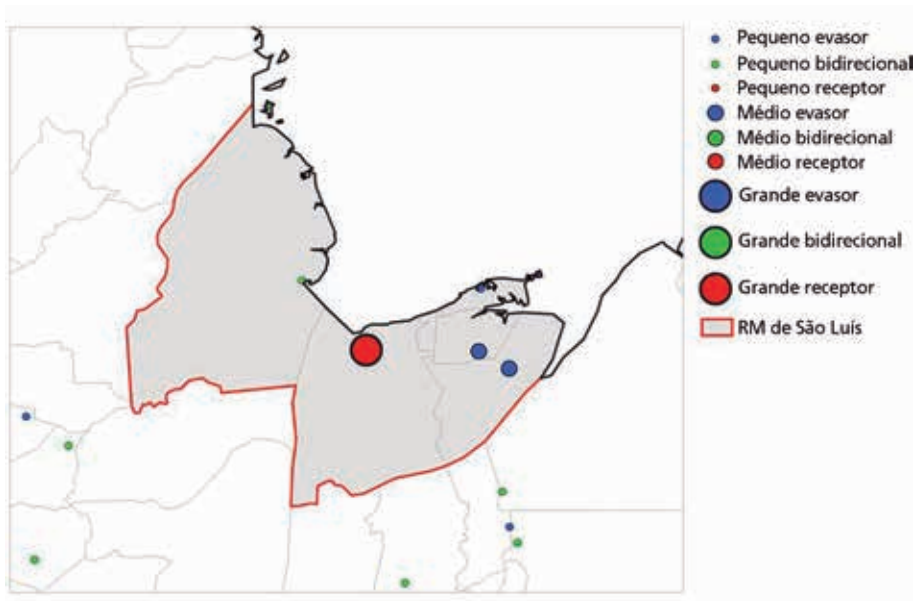 Pequeno evasor
Pequeno bidirecional
Pequeno receptor
Médio evasor
Médio bidirecional
Médio receptor
Grande evasor
Grande bidirecional
Grande receptor
RM de São Luís